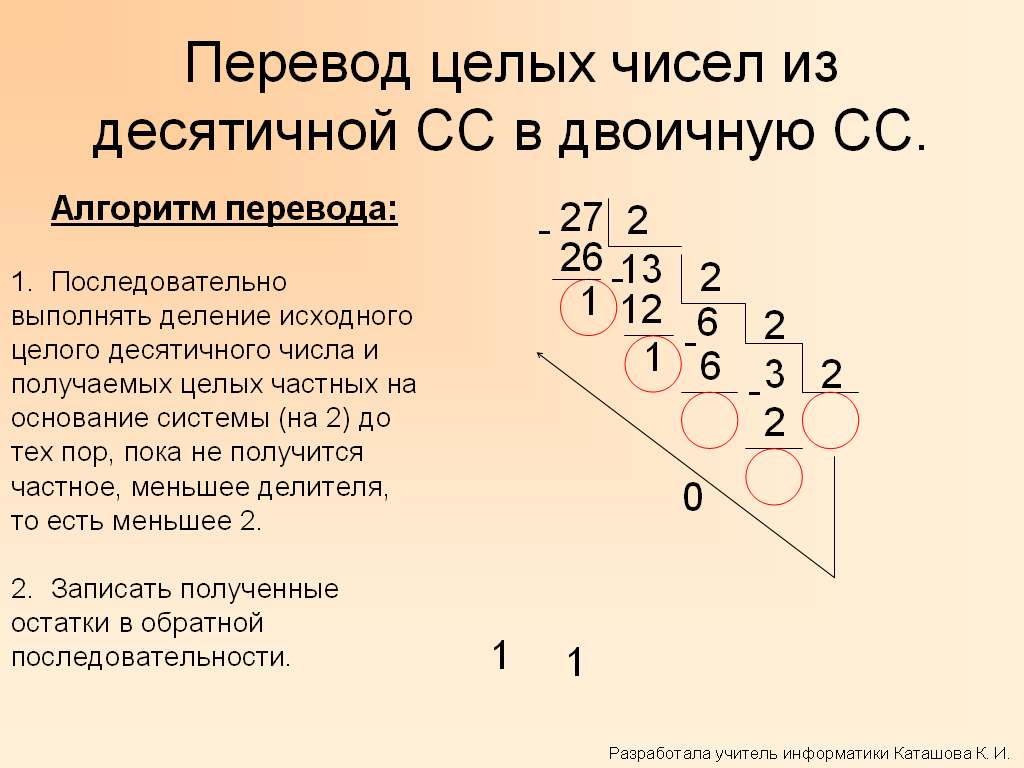 Перевод целых чисел из
десятичной СС в двоичную СС.
Алгоритм перевода:
1. Последовательно
выполнять деление исходного
целого десятичного числа и
получаемых целых частных на
основание системы (на 2) до
тех пор, пока не получится
частное, меньшее делителя,
то есть меньшее 2.
2. Записать полученные
остатки в обратной
последовательности.
- 27 2
26 -13 2
1 12 6 2
1 - 6 3 2
- 2
0
1 1
Разработала учитель информатики Каташова К. И.